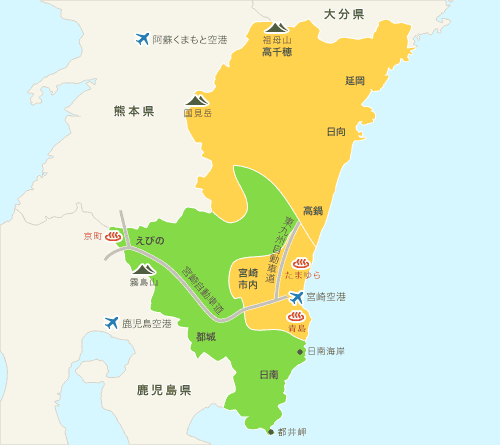 大分県
阿蘇くまもと空港
祖母山
高千穂
延岡
国見岳
熊本県
日向
高鍋
東九州自動車道
京町
えびの
たまゆら
宮崎
市内
霧島山
宮崎自動車道
宮崎空港
青島
鹿児島空港
都城
日南海岸
日南
鹿児島県
都井岬